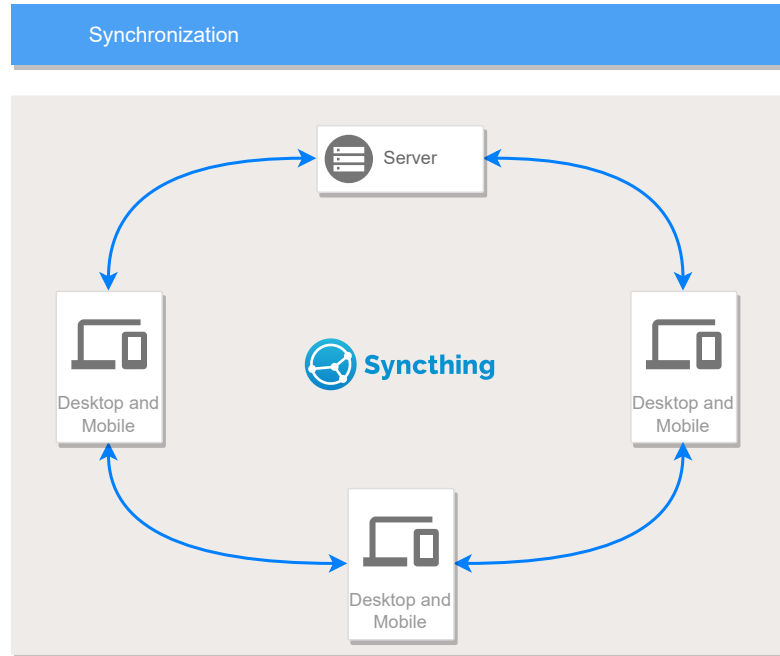 Synchronization
Server
Desktop and
Mobile
Syncthing
Desktop and
Mobile
Desktop and
Mobile